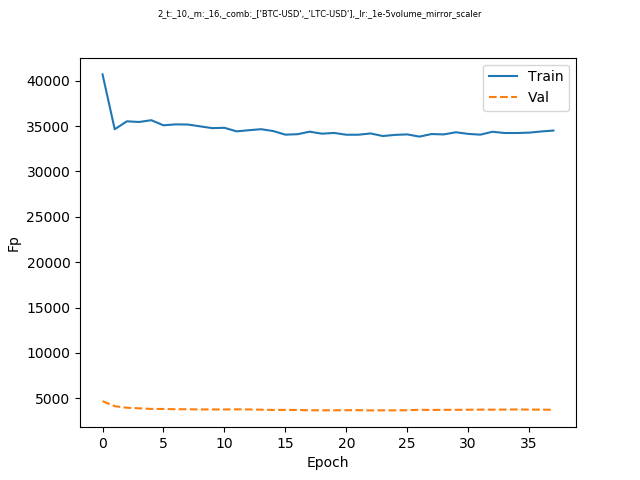 2_t:_10,_m:_16,_comb:_['BTC-USD',_'LTC-USD'],_lr:_1e-5volume_mirror_scaler
Train
Val
40000
35000
30000
25000
20000
15000
10000
5000
Fp
0 5 10 15 20 25 30 35
Epoch